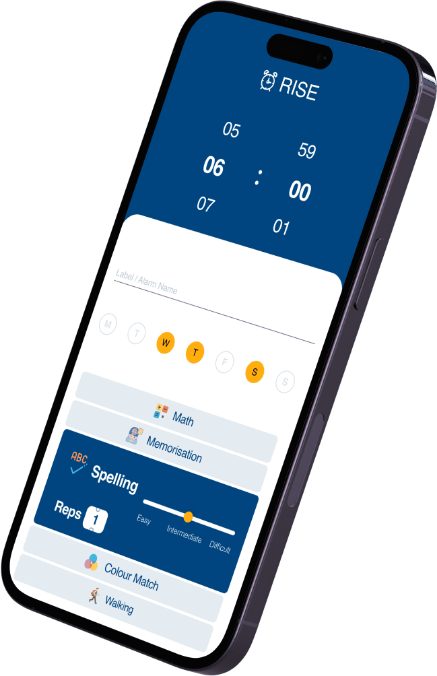 RISE
05 59
06 : 00
07 01
Label / Alarm Name
M T W T F S S
Math
Memorisation
ABC
Spelling
Reps 1
Easy Intermediate Difficult
Colour Match
Walking